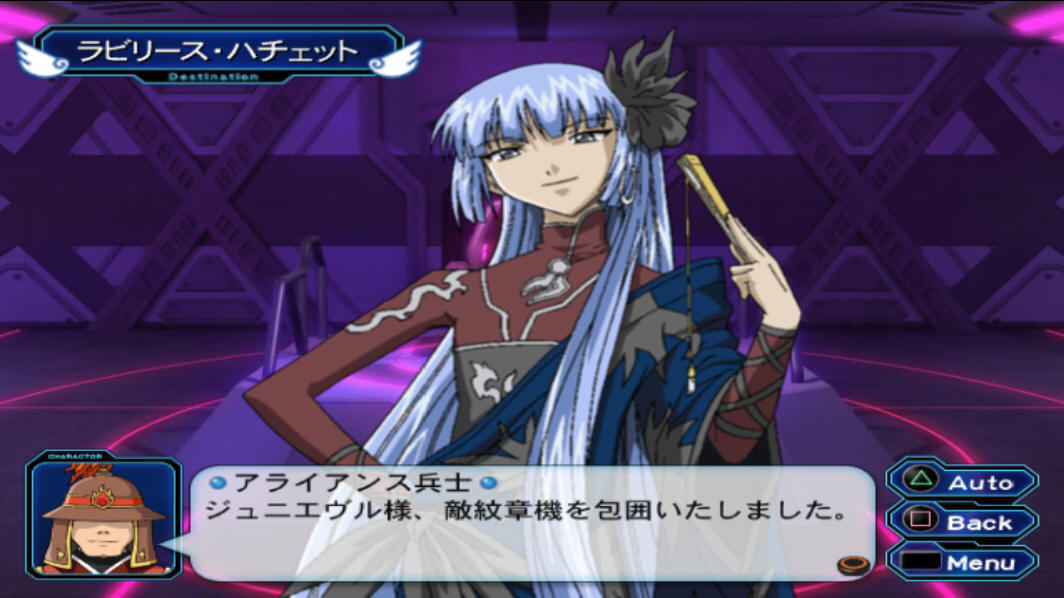 ラビリース・ハチェット
Destination
CHARACTOR
アライアンス兵士
ジュニエヴル様、敵紋章機を包囲いたしました。
Auto
Back
Menu